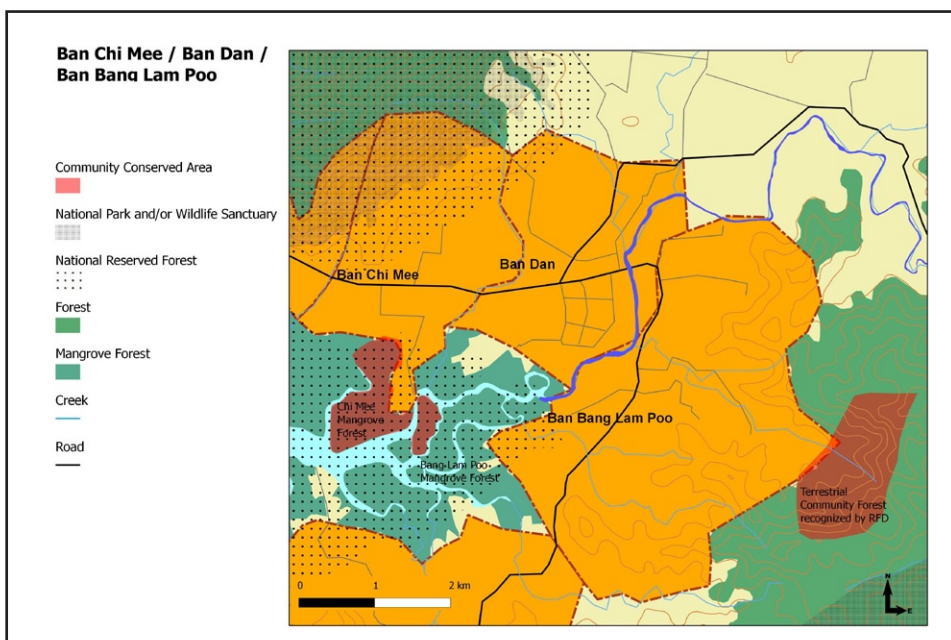 Ban Chi Mee / Ban Dan /
Ban Bang Lam Poo
Community Conserved Area
National Park and/or Wildlife Sanctuary
National Reserved Forest
Forest
Mangrove Forest
Creek
Road
Ban Chi Mee
Ban Dan
Ban Bang Lam Poo
Chi Mee
Mangrove
Forest
Bang Lam Poo
Mangrove Forest
Terrestrial
Community Forest
recognized by RFD
0 1 2 km
N
E